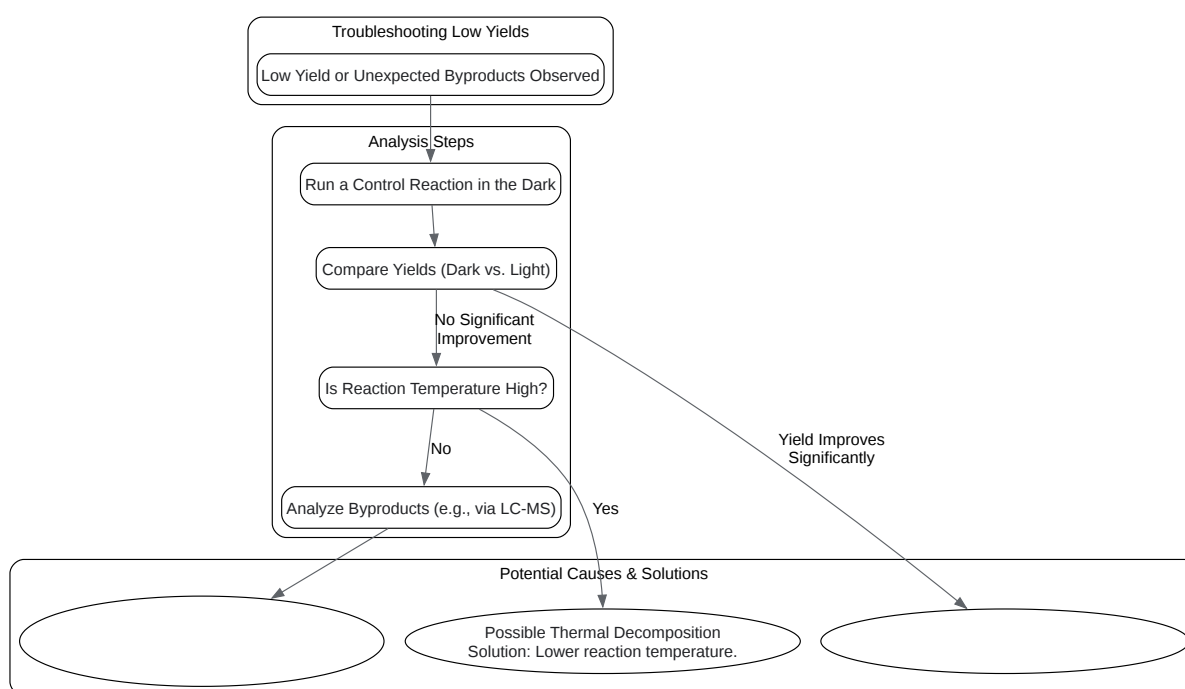 Troubleshooting Low Yields
Low Yield or Unexpected Byproducts Observed
Analysis Steps
Run a Control Reaction in the Dark
Compare Yields (Dark vs. Light)
No Significant
Improvement
Is Reaction Temperature High?
Yield Improves
Significantly
No
Analyze Byproducts (e.g., via LC-MS)
Yes
Potential Causes & Solutions
Possible Thermal Decomposition
Solution: Lower reaction temperature.